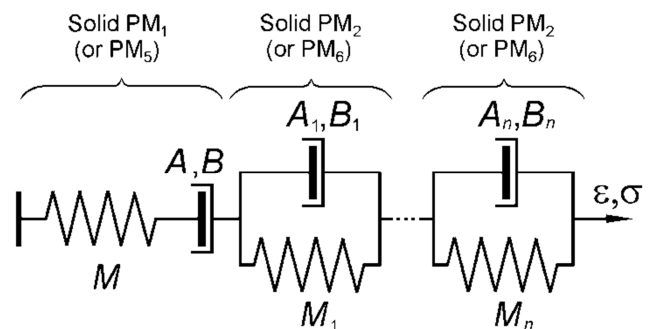 Solid PM₁
(or PM₅)
Solid PM₂
(or PM₆)
Solid PM₂
(or PM₆)
A₁,B₁
Aₙ,Bₙ
A,B
ε,σ
M
M₁
Mₙ